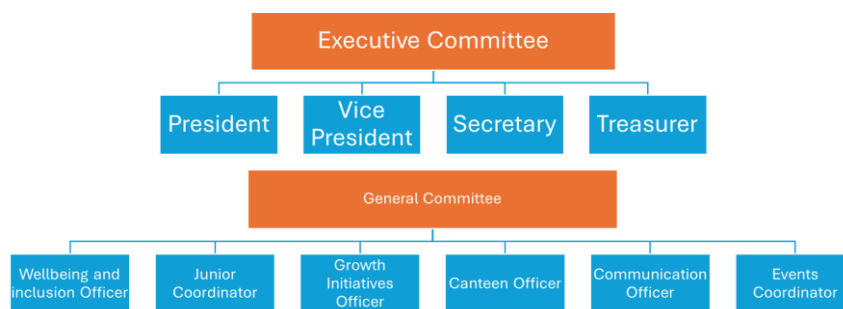 Executive Committee
President
Vice
President
Secretary
Treasurer
General Committee
Wellbeing and
inclusion Officer
Junior
Coordinator
Growth
Initiatives
Officer
Canteen Officer
Communication
Officer
Events
Coordinator